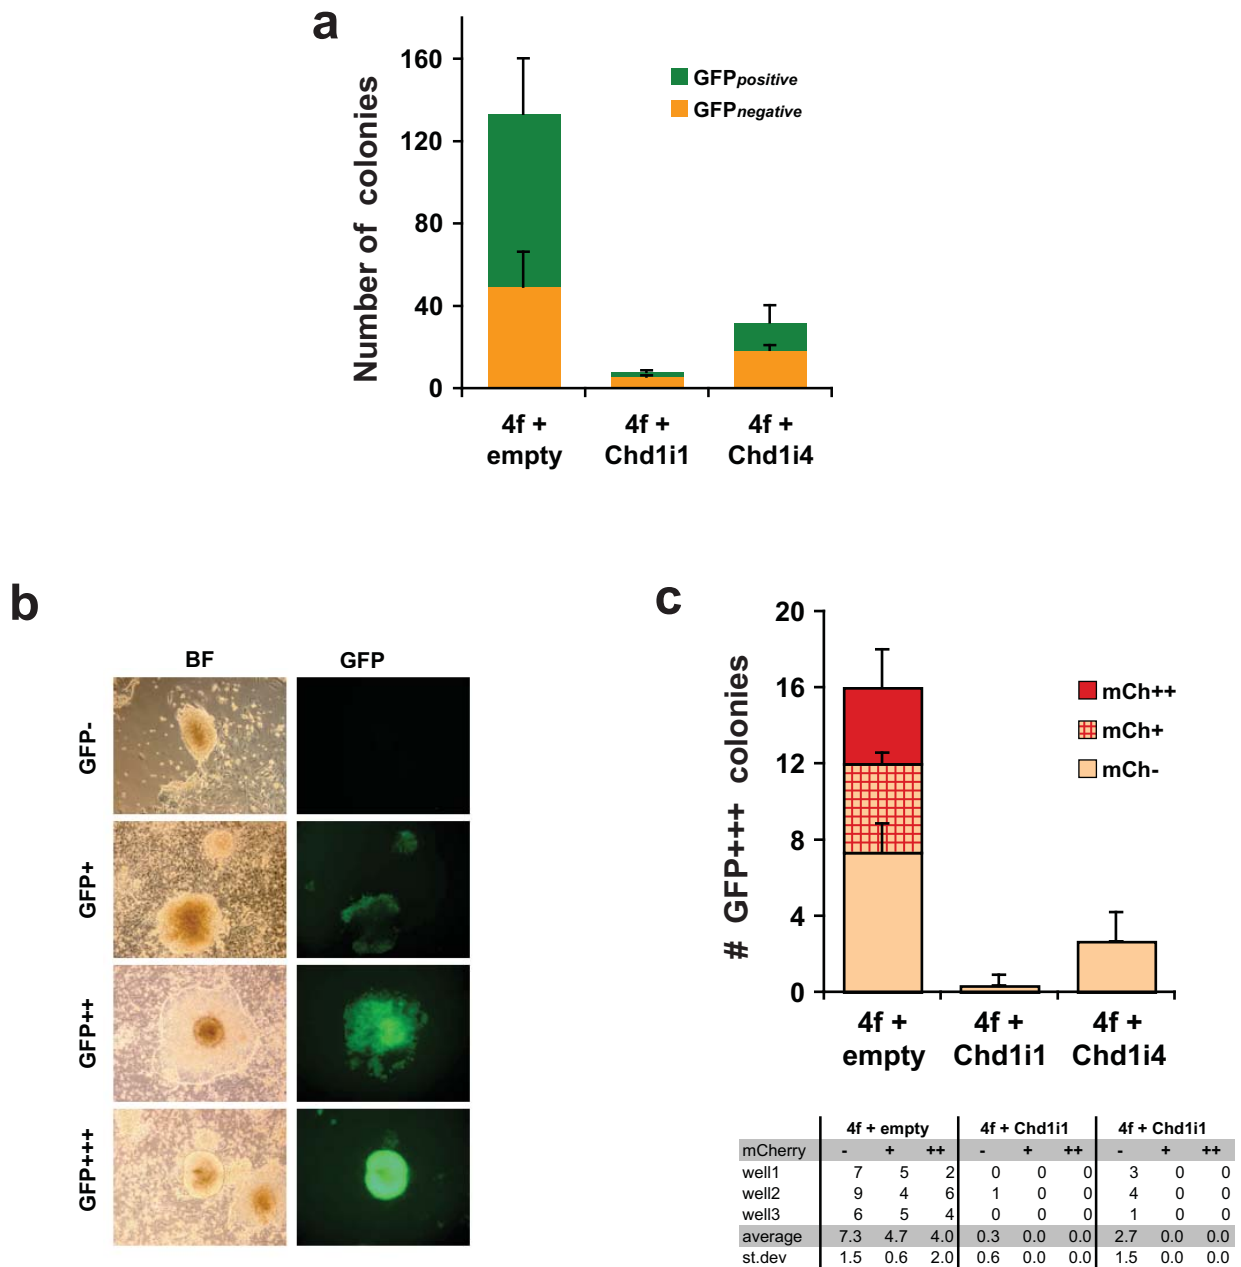 a
Number of colonies
160
120
80
40
0
GFPpositive
GFPnegative
4f + empty
4f + Chd1i1
4f + Chd1i4
b
BF GFP
GFP-
GFP+
GFP++
GFP+++
c
# GFP+++ colonies
20
16
12
8
4
0
mCh++
mCh+
mCh-
4f + empty
4f + Chd1i1
4f + Chd1i4
4f + empty 4f + Chd1i1 4f + Chd1i1
mCherry - + ++ - + ++ - + ++
well1 7 5 2 0 0 0 3 0 0
well2 9 4 6 1 0 0 4 0 0
well3 6 5 4 0 0 0 1 0 0
average 7.3 4.7 4.0 0.3 0.0 0.0 2.7 0.0 0.0
st.dev 1.5 0.6 2.0 0.6 0.0 0.0 1.5 0.0 0.0